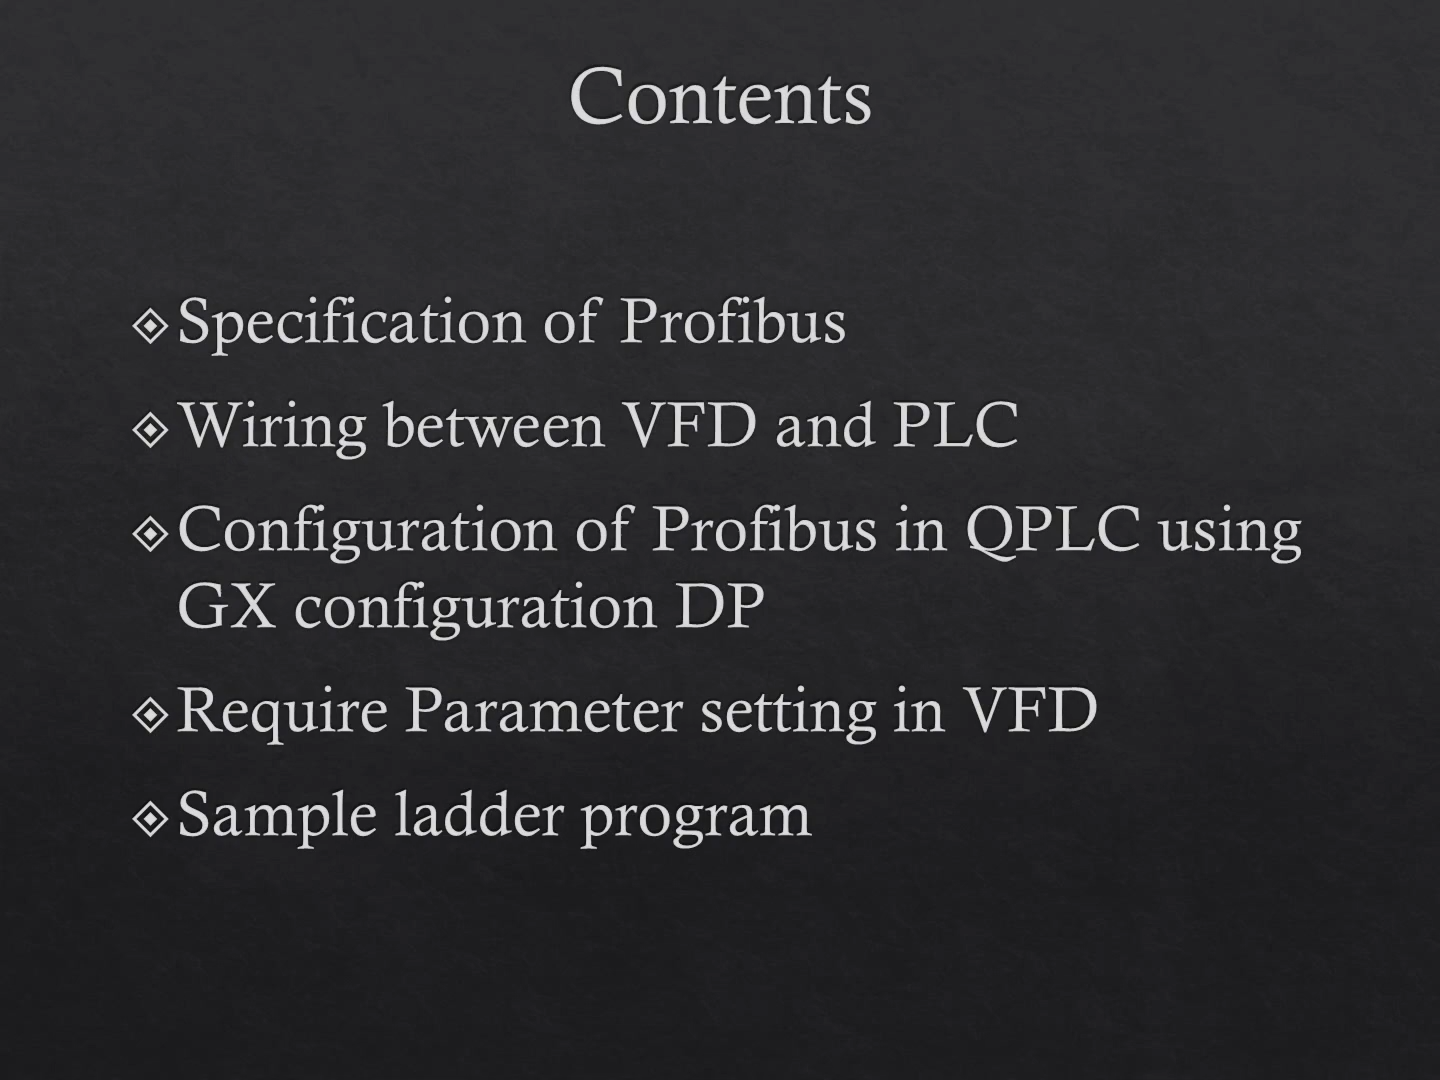 Contents
Specification of Profibus
Wiring between VFD and PLC
Configuration of Profibus in QPLC using
GX configuration DP
Require Parameter setting in VFD
Sample ladder program